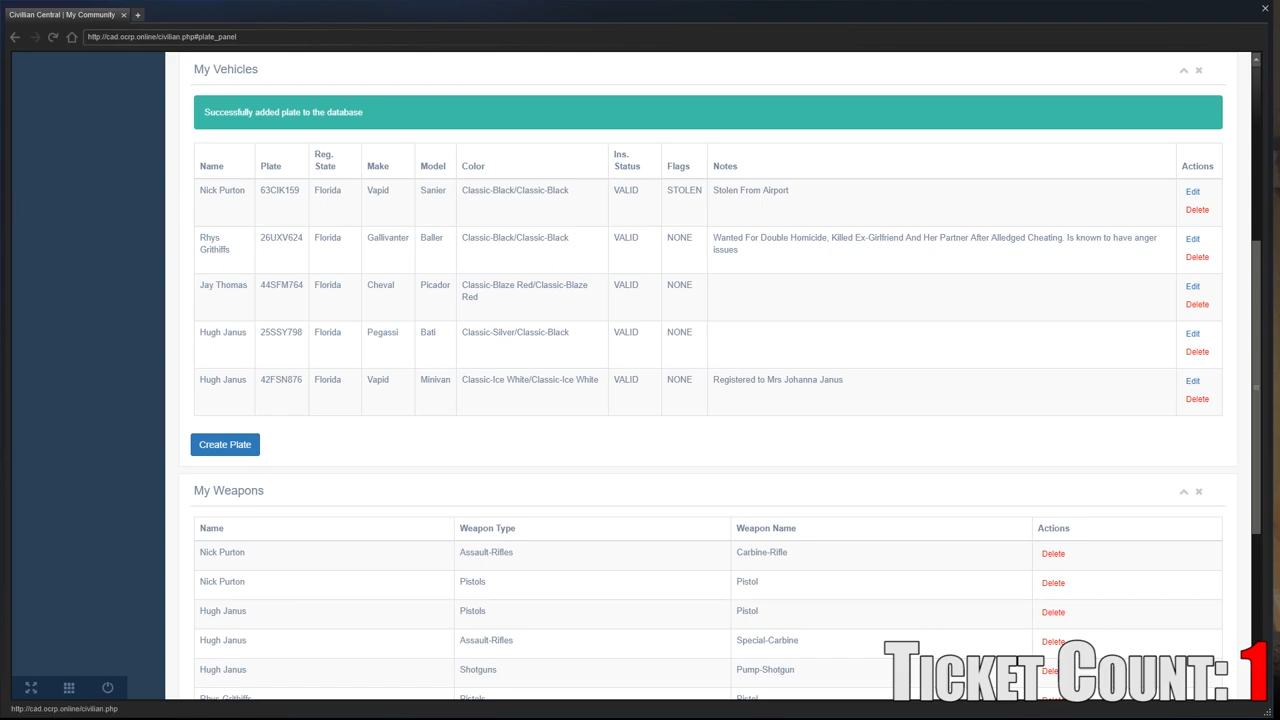 Civillian Central | My Community
http://cad.ocrp.online/civilian.php#plate_panel
My Vehicles
Successfully added plate to the database
Name Plate Reg. State Make Model Color Ins. Status Flags Notes Actions
Nick Purton 63CIK159 Florida Vapid Sanier Classic-Black/Classic-Black VALID STOLEN Stolen From Airport Edit
Delete
Rhys 26UXV624 Florida Gallivanter Baller Classic-Black/Classic-Black VALID NONE Wanted For Double Homicide, Killed Ex-Girlfriend And Her Partner After Alledged Cheating. Is known to have anger Edit
Grithiffs issues
Delete
Jay Thomas 44SFM764 Florida Cheval Picador Classic-Blaze Red/Classic-Blaze VALID NONE Edit
Red
Delete
Hugh Janus 25SSY798 Florida Pegassi Bati Classic-Silver/Classic-Black VALID NONE Edit
Delete
Hugh Janus 42FSN876 Florida Vapid Minivan Classic-Ice White/Classic-Ice White VALID NONE Registered to Mrs Johanna Janus Edit
Delete
Create Plate
My Weapons
Name Weapon Type Weapon Name Actions
Nick Purton Assault-Rifles Carbine-Rifle Delete
Nick Purton Pistols Pistol Delete
Hugh Janus Pistols Pistol Delete
Hugh Janus Assault-Rifles Special-Carbine Delete
Hugh Janus Shotguns Pump-Shotgun Delete
Rhys Grithiffs Pistols Pistol
TICKET COUNT: 1
http://cad.ocrp.online/civilian.php